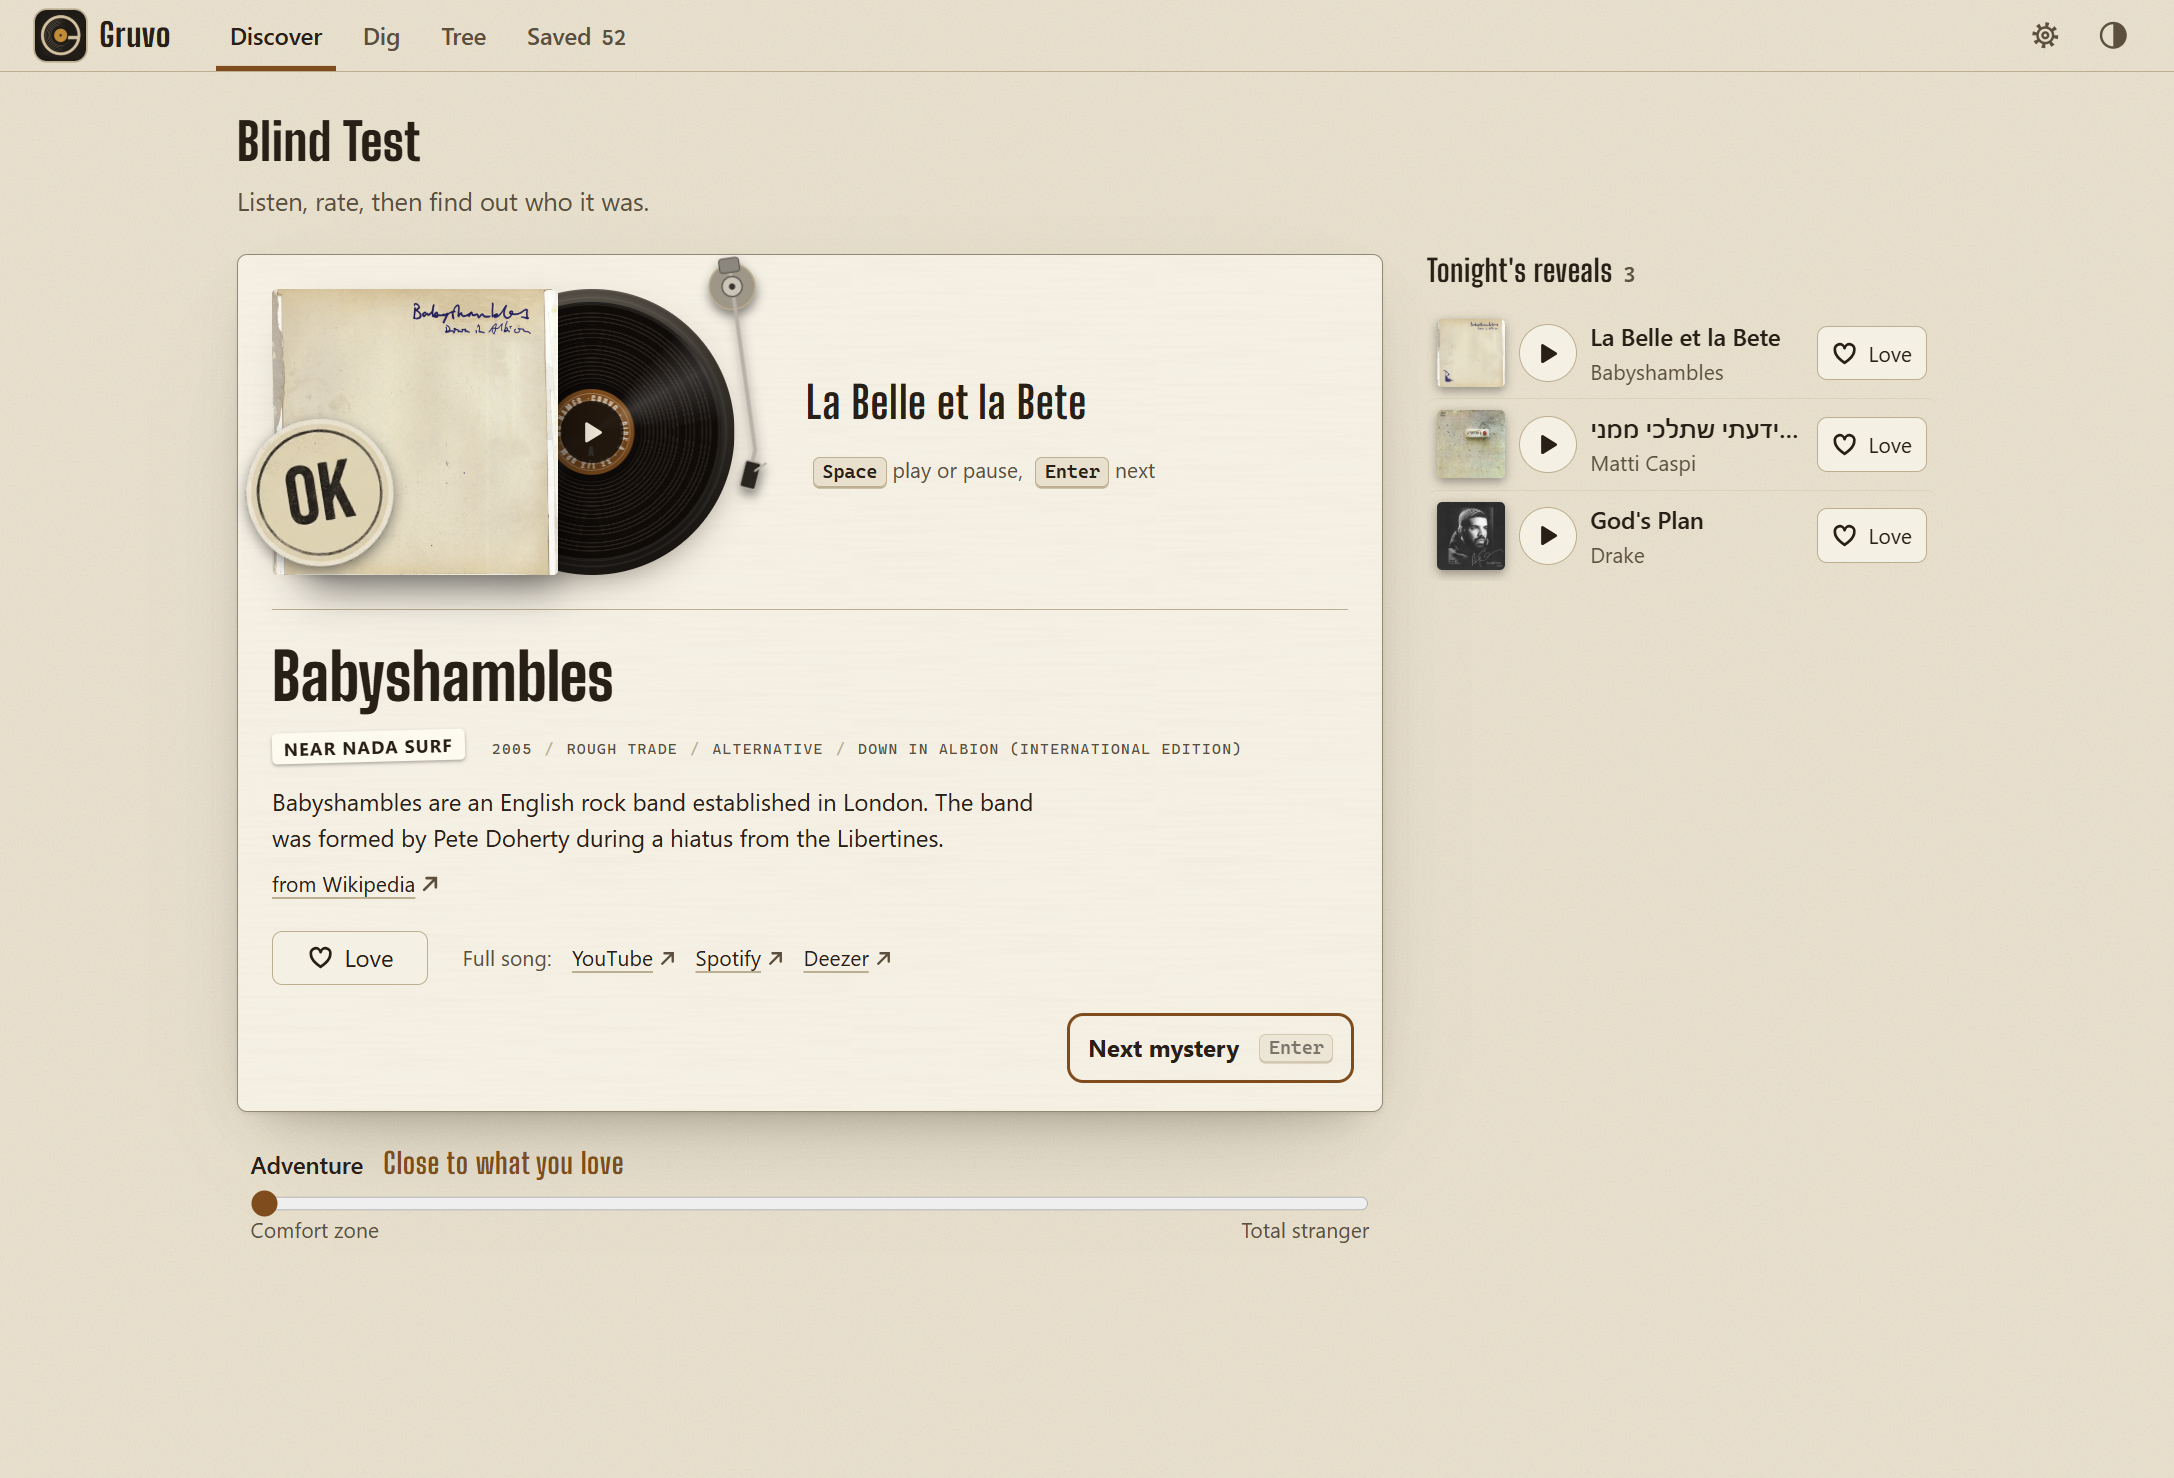 Gruvo
Discover
Dig
Tree
Saved 52
Blind Test
Listen, rate, then find out who it was.
Babyshambles
Down in Albion
OK
La Belle et la Bete
Space play or pause, Enter next
Babyshambles
NEAR NADA SURF
2005 / ROUGH TRADE / ALTERNATIVE / DOWN IN ALBION (INTERNATIONAL EDITION)
Babyshambles are an English rock band established in London. The band
was formed by Pete Doherty during a hiatus from the Libertines.
from Wikipedia
Love
Full song: YouTube Spotify Deezer
Next mystery Enter
Adventure Close to what you love
Comfort zone
Total stranger
Tonight's reveals 3
La Belle et la Bete
Babyshambles
Love
ידעתי שתלכי ממני...
Matti Caspi
Love
God's Plan
Drake
Love